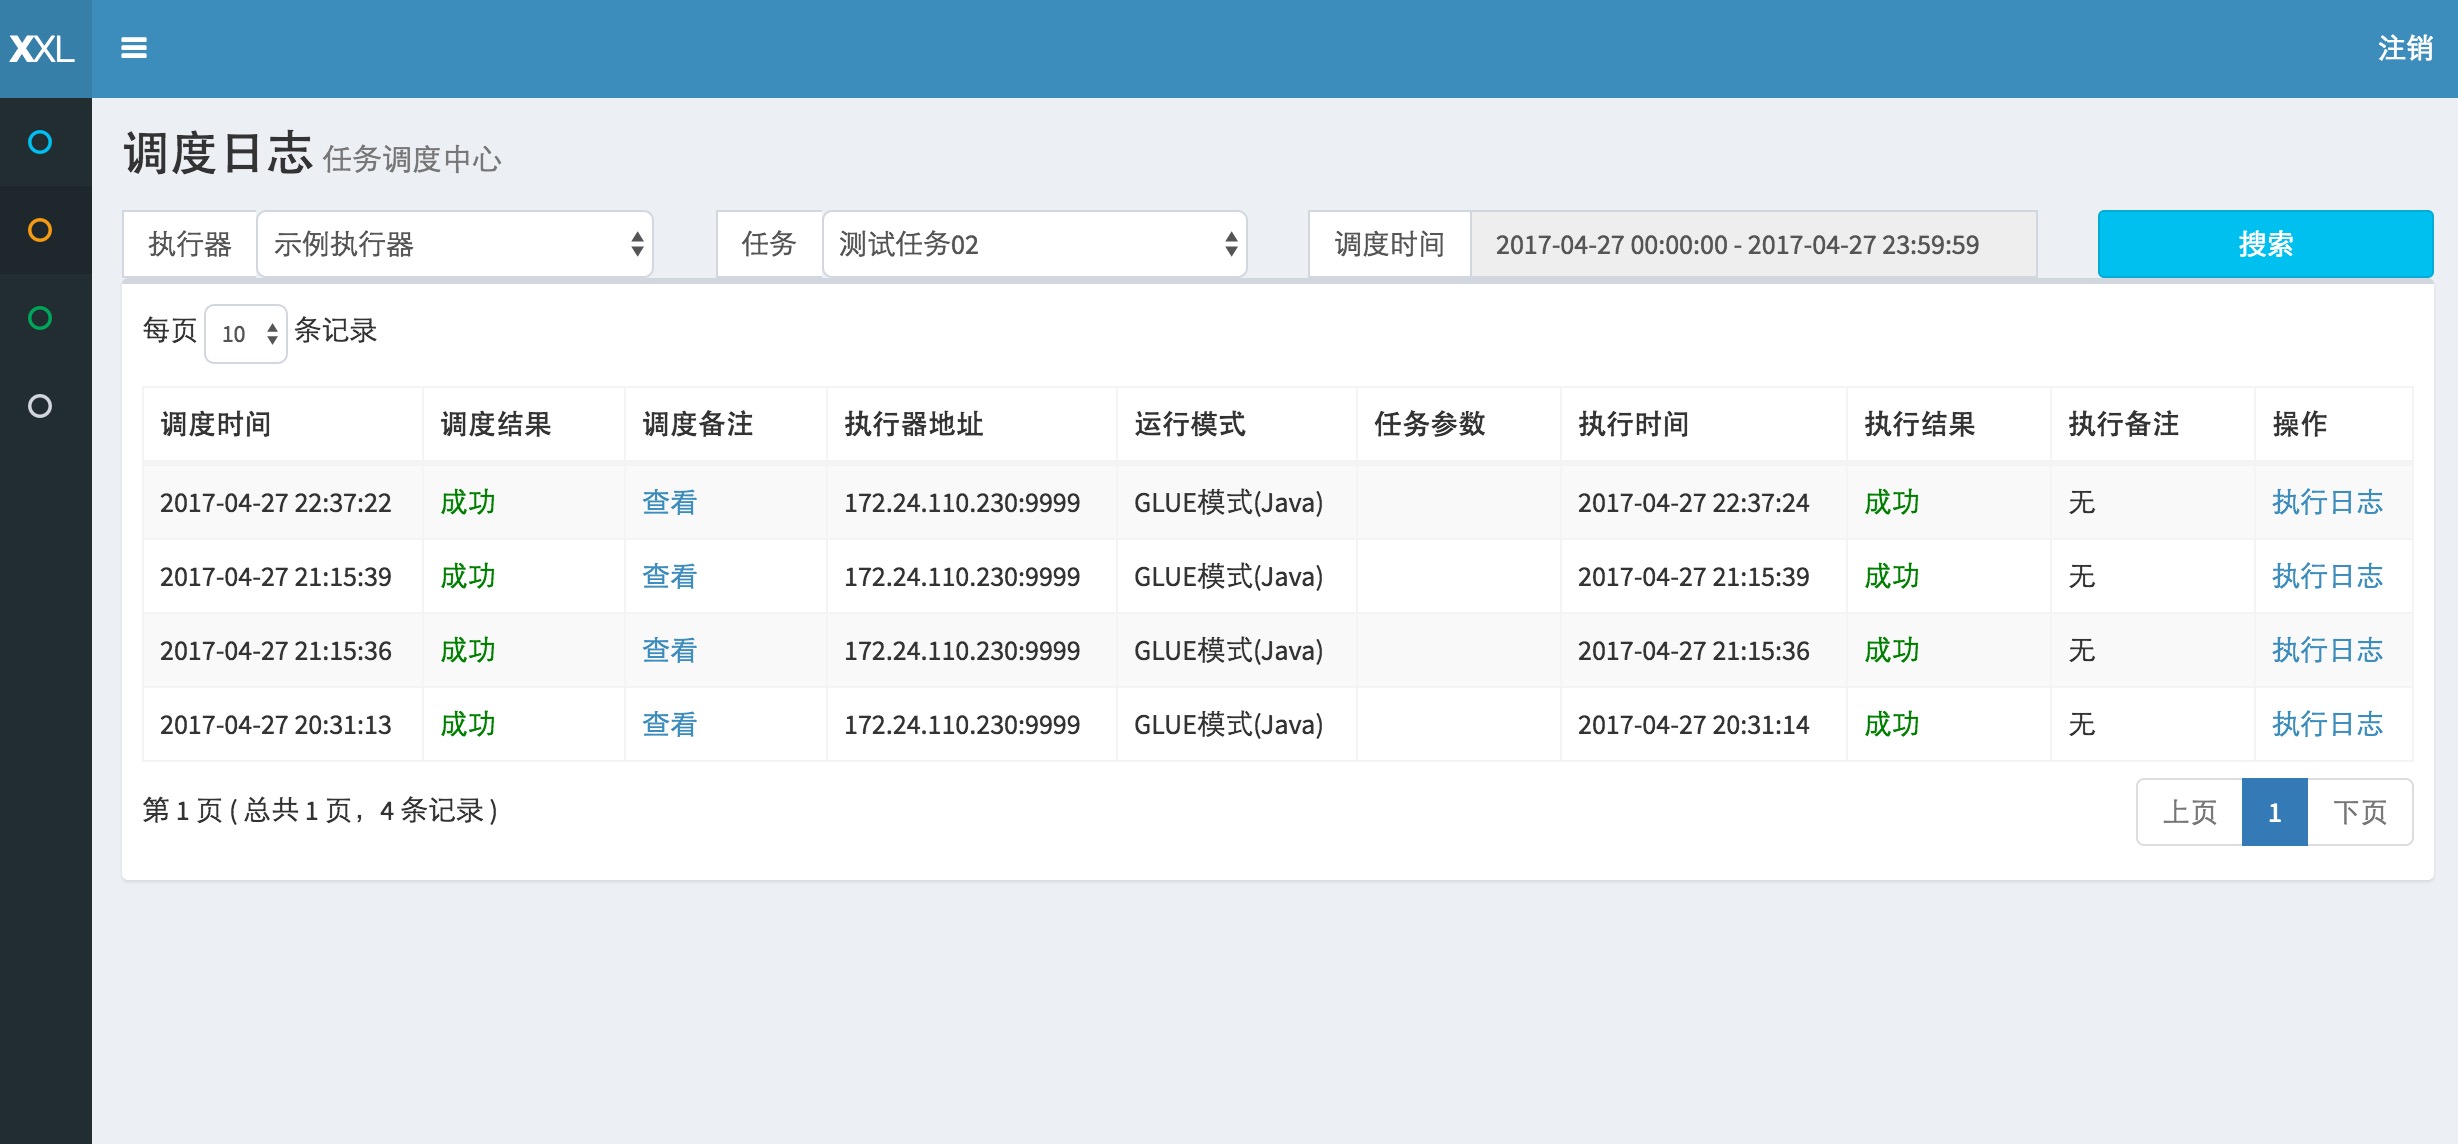 XXL
注销
调度日志 任务调度中心
执行器 示例执行器 任务 测试任务02 调度时间 2017-04-27 00:00:00 - 2017-04-27 23:59:59 搜索
每页 10 条记录
调度时间 调度结果 调度备注 执行器地址 运行模式 任务参数 执行时间 执行结果 执行备注 操作
2017-04-27 22:37:22 成功 查看 172.24.110.230:9999 GLUE模式(Java) 2017-04-27 22:37:24 成功 无 执行日志
2017-04-27 21:15:39 成功 查看 172.24.110.230:9999 GLUE模式(Java) 2017-04-27 21:15:39 成功 无 执行日志
2017-04-27 21:15:36 成功 查看 172.24.110.230:9999 GLUE模式(Java) 2017-04-27 21:15:36 成功 无 执行日志
2017-04-27 20:31:13 成功 查看 172.24.110.230:9999 GLUE模式(Java) 2017-04-27 20:31:14 成功 无 执行日志
第 1 页 ( 总共 1 页，4 条记录 ) 上页 1 下页